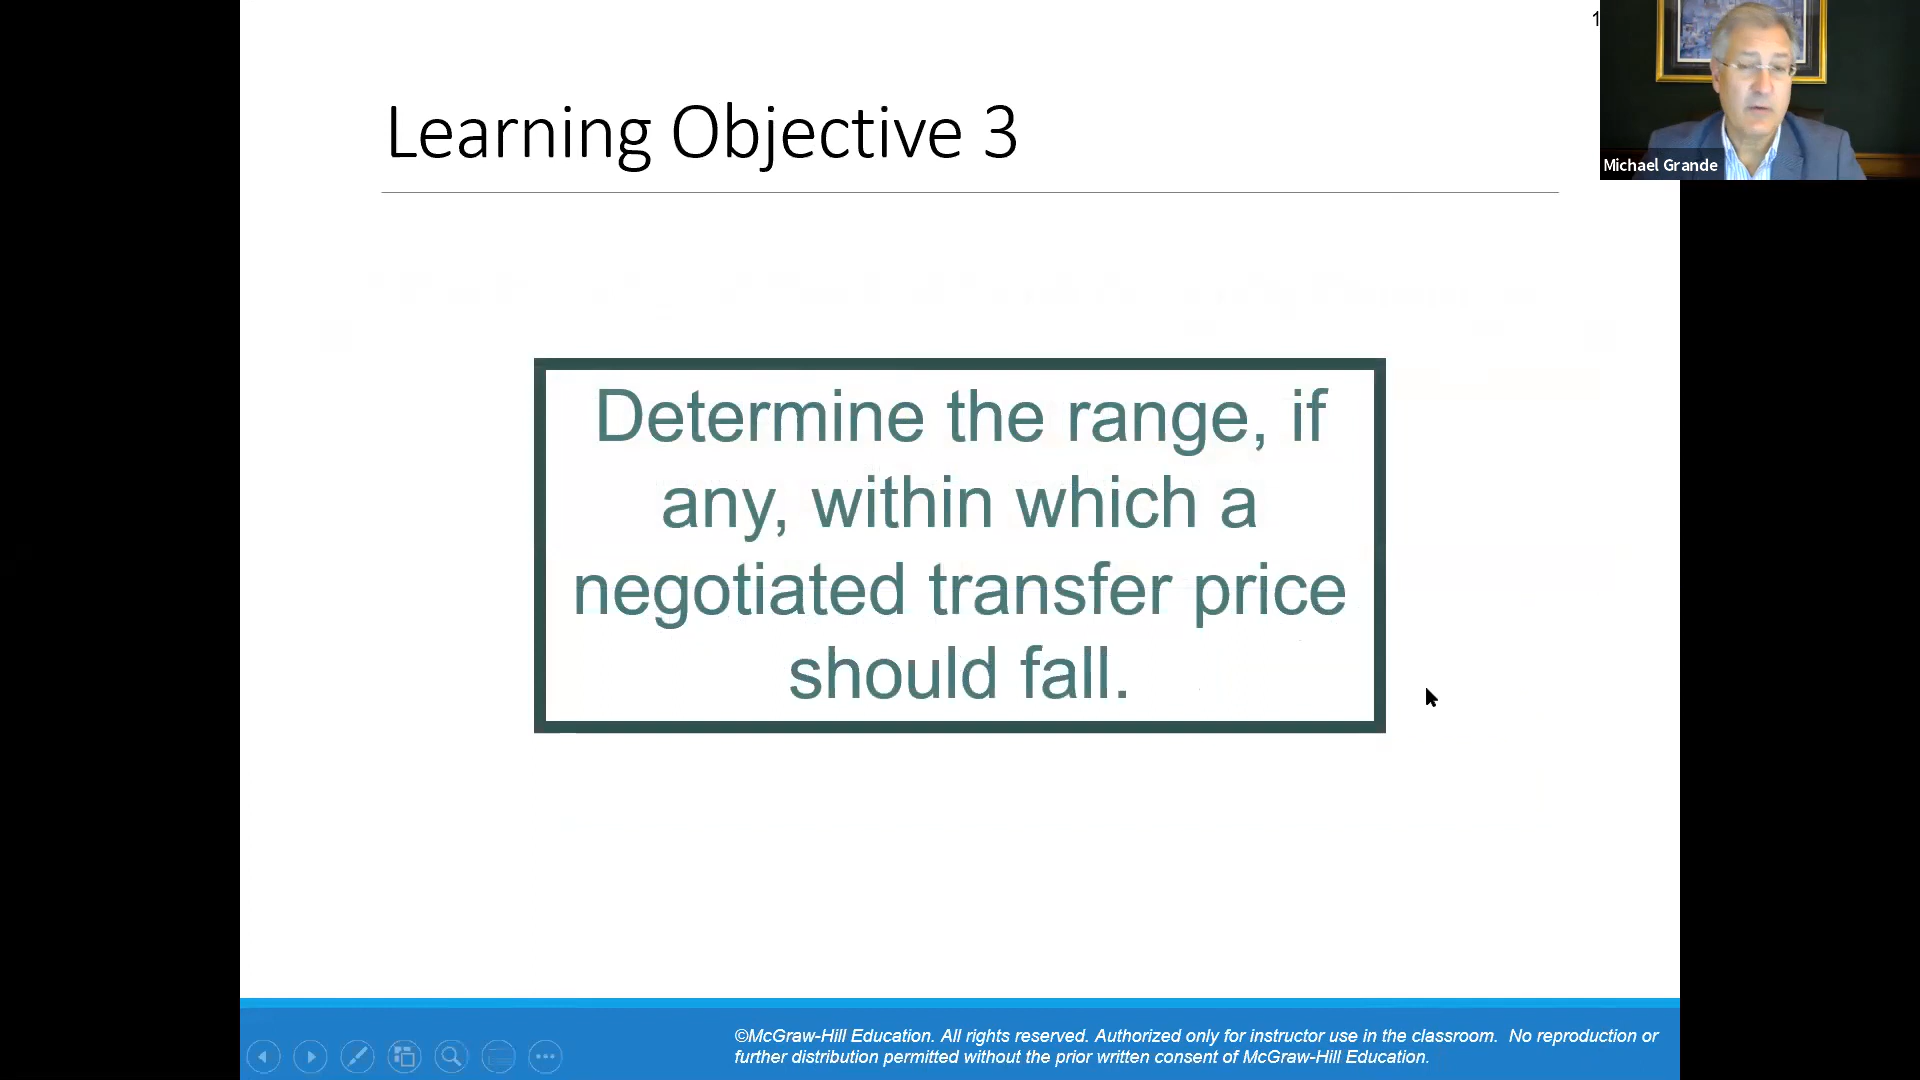 1
Learning Objective 3
Michael Grande
Determine the range, if
any, within which a
negotiated transfer price
should fall.
©McGraw-Hill Education. All rights reserved. Authorized only for instructor use in the classroom. No reproduction or
further distribution permitted without the prior written consent of McGraw-Hill Education.